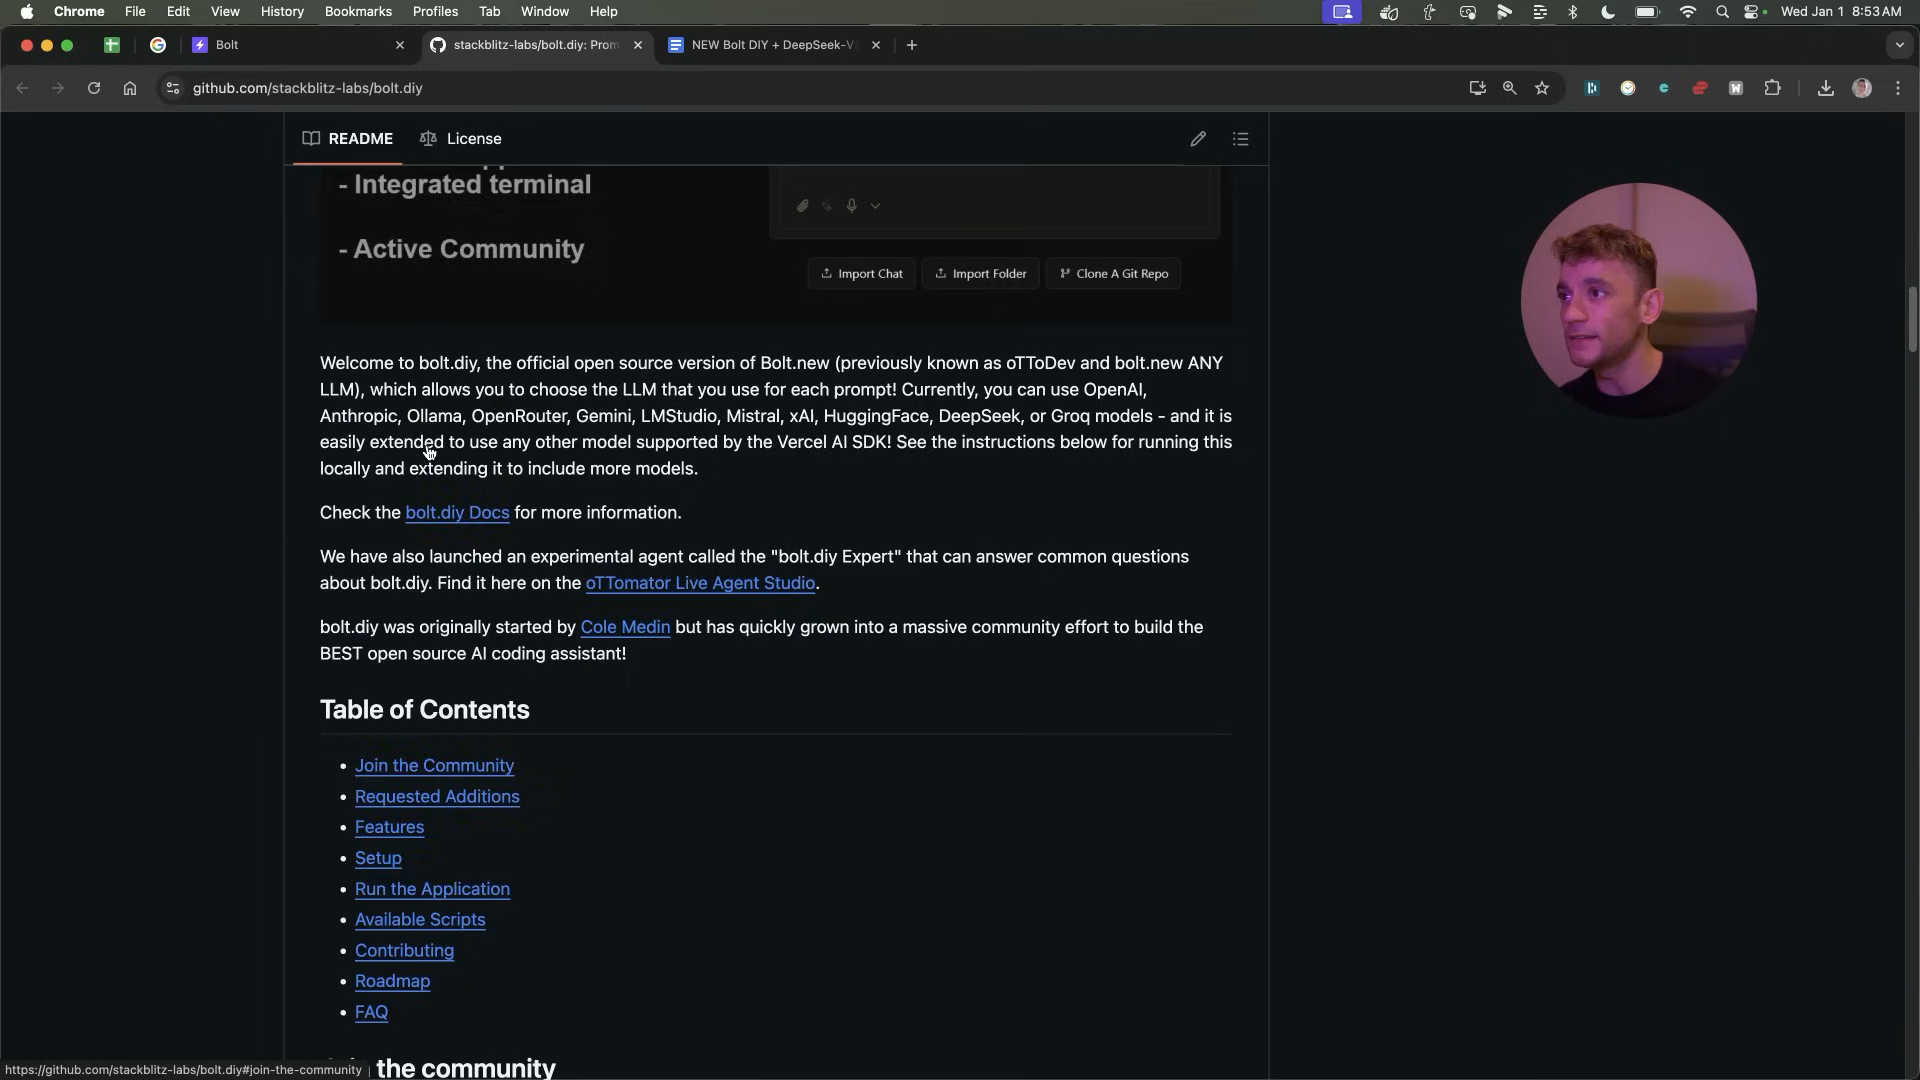 Chrome File Edit View History Bookmarks Profiles Tab Window Help Wed Jan 1 8:53 AM
Bolt stackblitz-labs/bolt.diy: Prom NEW Bolt DIY + DeepSeek-V
github.com/stackblitz-labs/bolt.diy
README License
- Integrated terminal
- Active Community
Import Chat Import Folder Clone A Git Repo
Welcome to bolt.diy, the official open source version of Bolt.new (previously known as oTToDev and bolt.new ANY
LLM), which allows you to choose the LLM that you use for each prompt! Currently, you can use OpenAI,
Anthropic, Ollama, OpenRouter, Gemini, LMStudio, Mistral, xAI, HuggingFace, DeepSeek, or Groq models - and it is
easily extended to use any other model supported by the Vercel AI SDK! See the instructions below for running this
locally and extending it to include more models.
Check the bolt.diy Docs for more information.
We have also launched an experimental agent called the "bolt.diy Expert" that can answer common questions
about bolt.diy. Find it here on the oTTomator Live Agent Studio.
bolt.diy was originally started by Cole Medin but has quickly grown into a massive community effort to build the
BEST open source AI coding assistant!
Table of Contents
• Join the Community
• Requested Additions
• Features
• Setup
• Run the Application
• Available Scripts
• Contributing
• Roadmap
• FAQ
the community
https://github.com/stackblitz-labs/bolt.diy#join-the-community